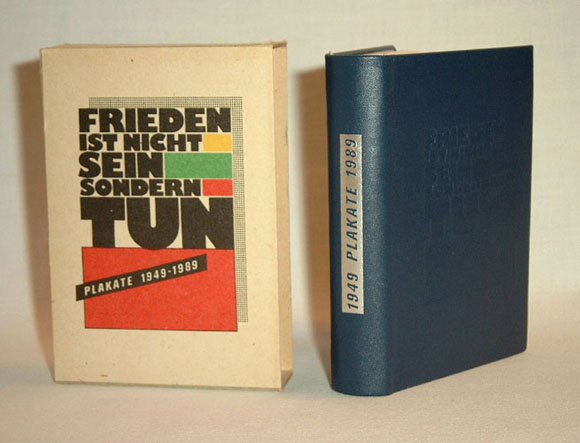 FRIEDEN
IST NICHT
SEIN
SONDERN
TUN
PLAKATE 1949-1989
1949 PLAKATE 1989